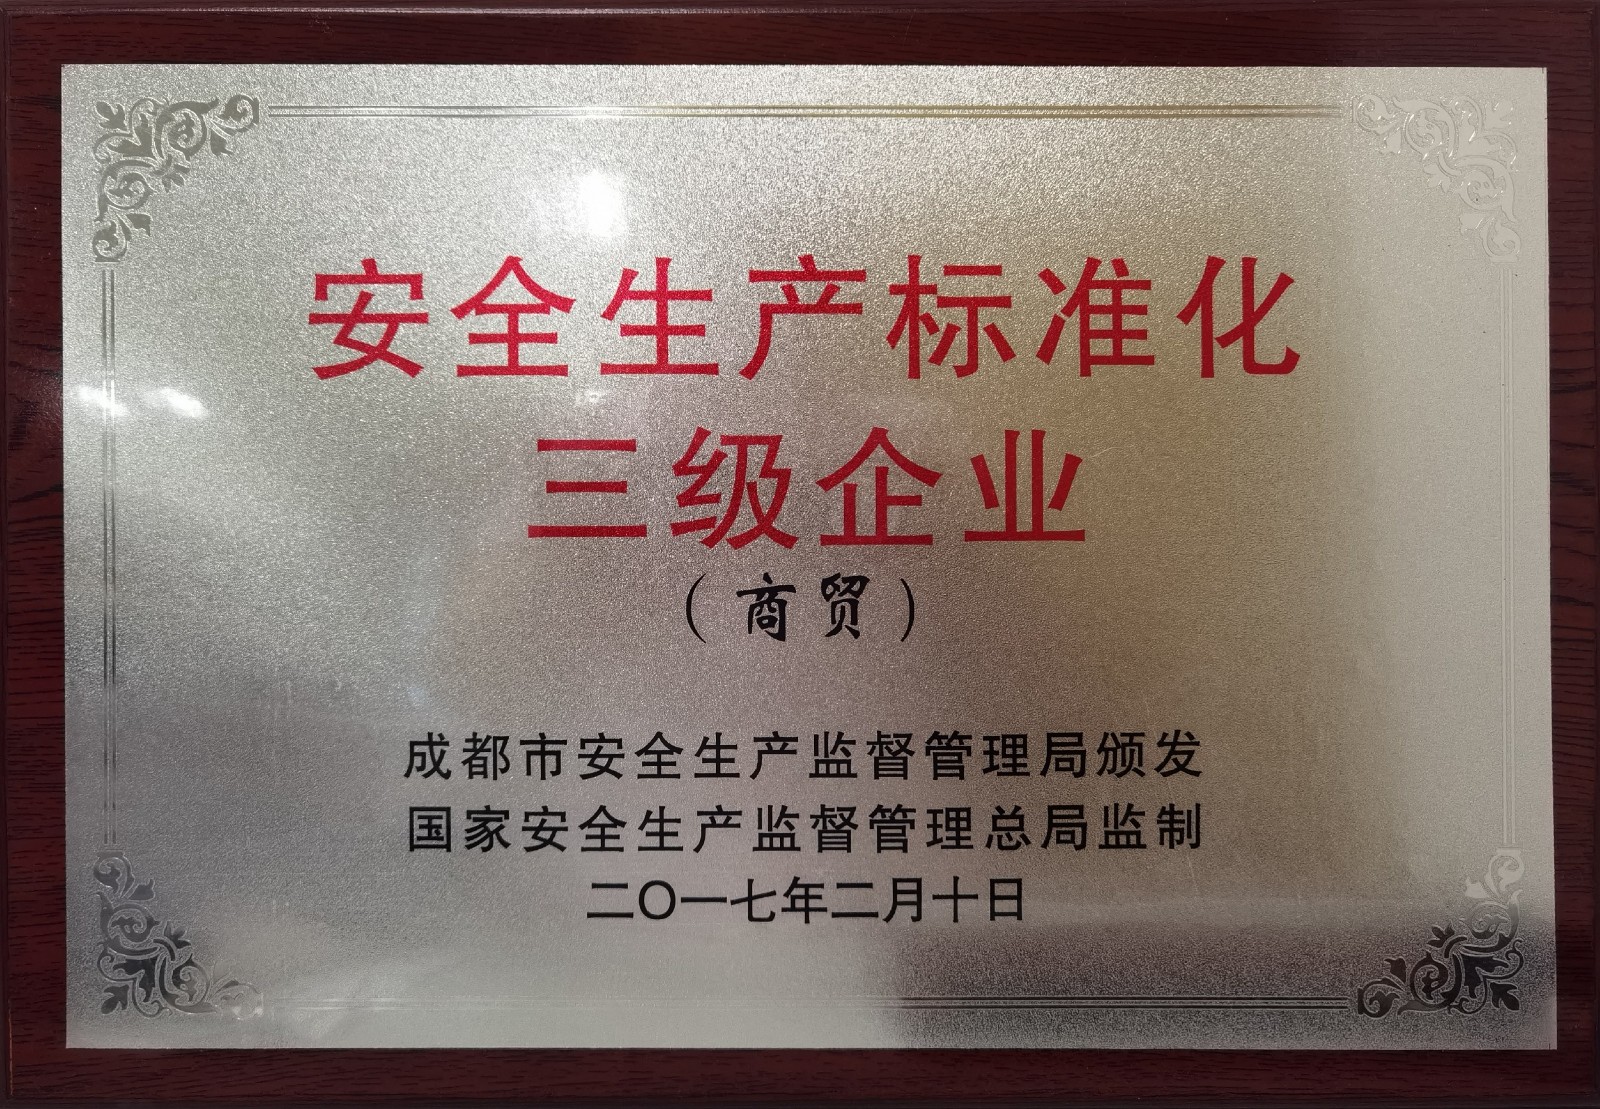 安全生产标准化
三级企业
（商贸）
成都市安全生产监督管理局颁发
国家安全生产监督管理总局监制
二〇一七年二月十日